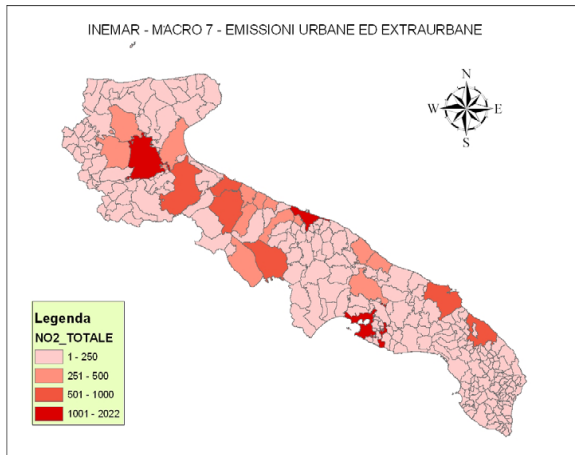 INEMAR - MACRO 7 - EMISSIONI URBANE ED EXTRAURBANE
N
W E
S
Legenda
NO2_TOTALE
1 - 250
251 - 500
501 - 1000
1001 - 2022